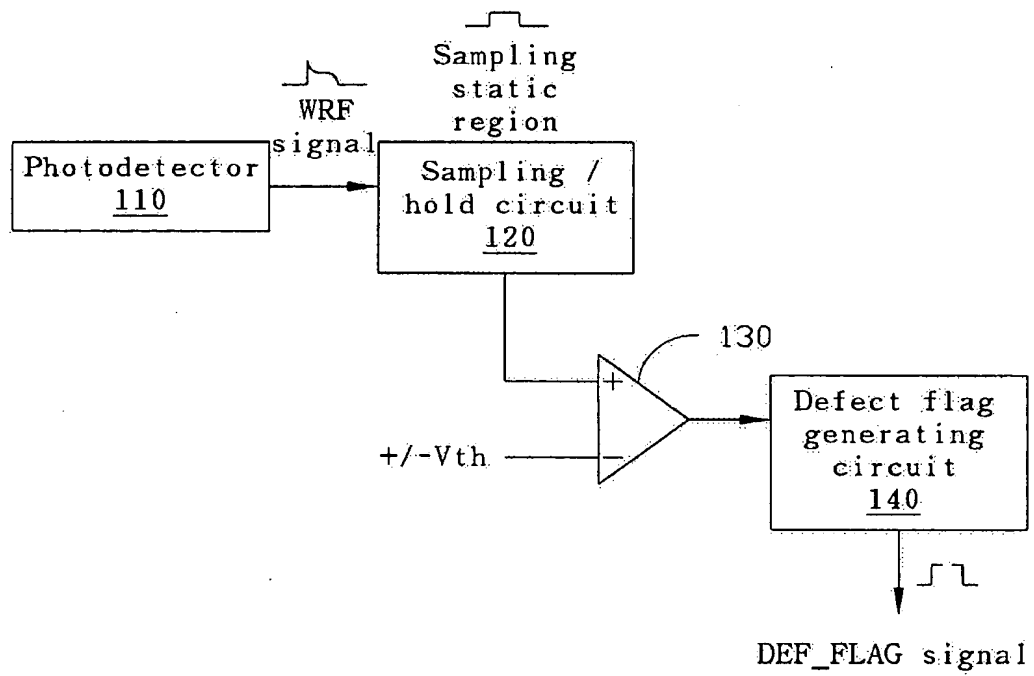 Sampling
static
region
WRF
signal
Photodetector
110
Sampling /
hold circuit
120
130
+
+/-Vth
−
Defect flag
generating
circuit
140
DEF_FLAG signal